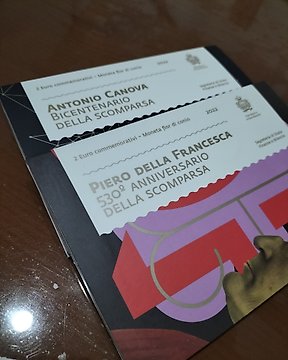 2 Euro commemorativi – Moneta fior di conio
2022
ANTONIO CANOVA
BICENTENARIO
DELLA SCOMPARSA
2 Euro commemorativi – Moneta fior di conio
2022
PIERO DELLA FRANCESCA
530º ANNIVERSARIO
DELLA SCOMPARSA